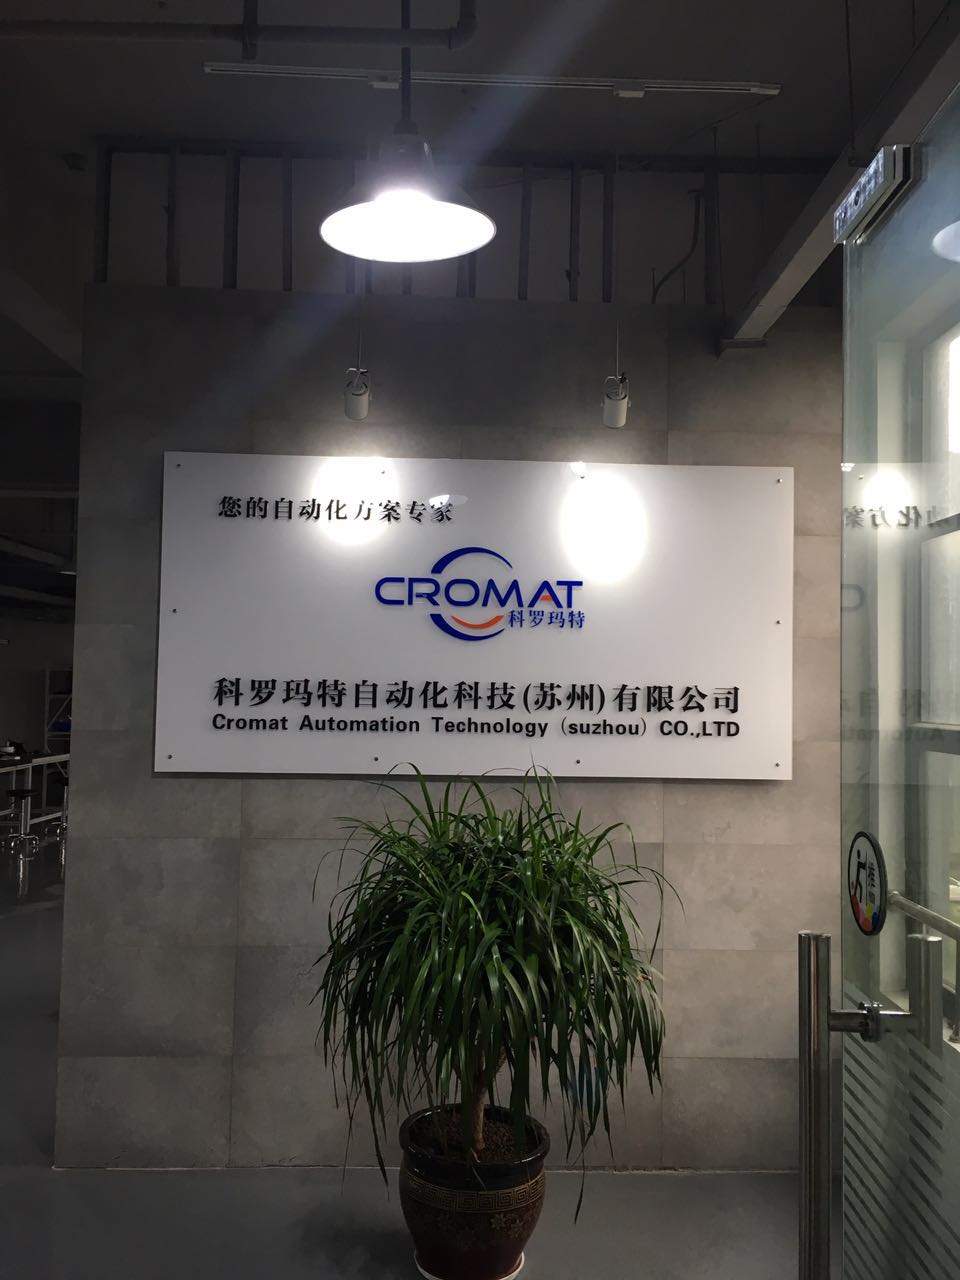 您的自动化方案专家
CROMAT
科罗玛特
科罗玛特自动化科技(苏州)有限公司
Cromat Automation Technology (suzhou) CO.,LTD
推